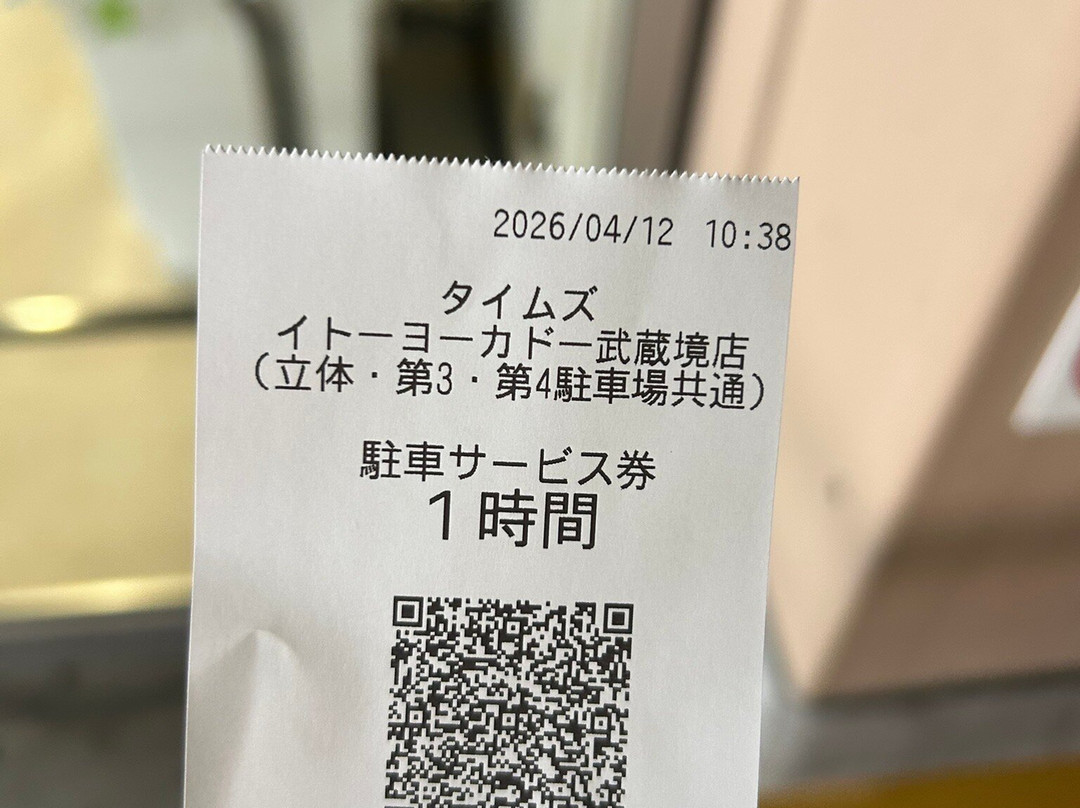 2026/04/12 10:38
タイムズ
イトーヨーカドー武蔵境店
（立体・第3・第4駐車場共通）
駐車サービス券
1時間